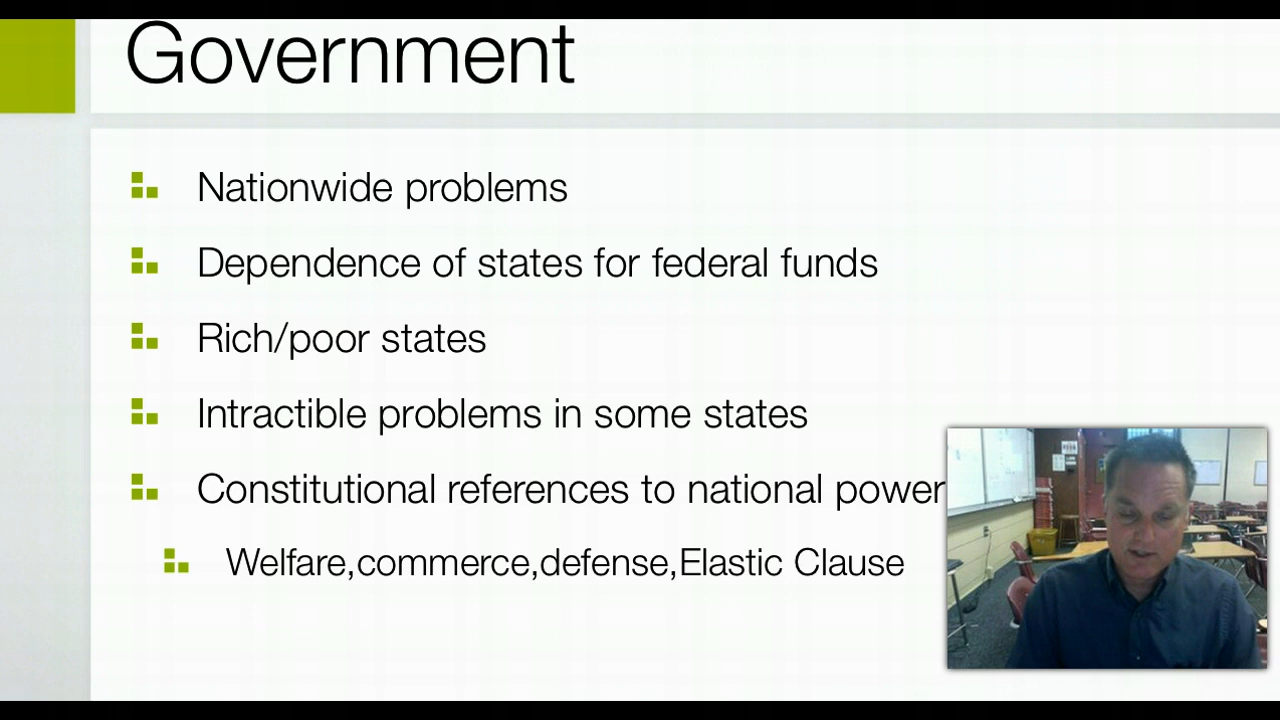 Government
Nationwide problems
Dependence of states for federal funds
Rich/poor states
Intractible problems in some states
Constitutional references to national power
Welfare,commerce,defense,Elastic Clause